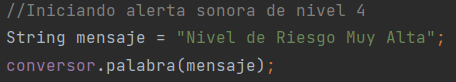 //Iniciando alerta sonora de nivel 4
String mensaje = "Nivel de Riesgo Muy Alta";
conversor.palabra(mensaje);